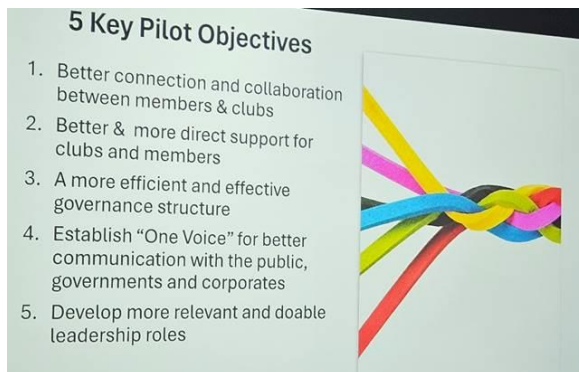 5 Key Pilot Objectives
1. Better connection and collaboration
between members & clubs
2. Better & more direct support for
clubs and members
3. A more efficient and effective
governance structure
4. Establish “One Voice” for better
communication with the public,
governments and corporates
5. Develop more relevant and doable
leadership roles